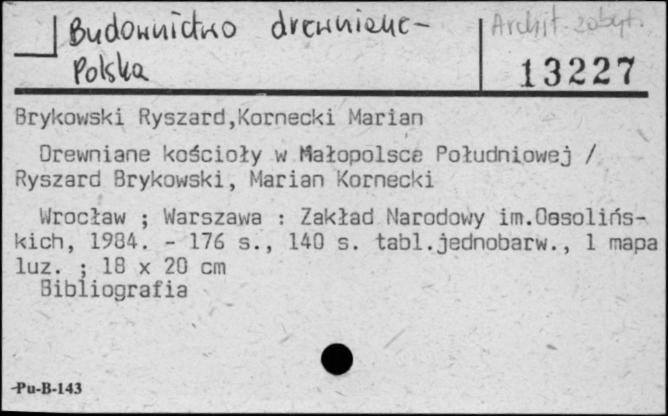 Budownictwo drewniane-
Polska
Archit. zabyt.
13227
Brykowski Ryszard,Kornecki Marian
Drewniane kościoły w Małopolsce Południowej /
Ryszard Brykowski, Marian Kornecki
Wrocław ; Warszawa : Zakład Narodowy im.Ossolińs-
kich, 1984. - 176 s., 140 s. tabl.jednobarw., 1 mapa
luz. ; 18 x 20 cm
Bibliografia
Pu-B-143